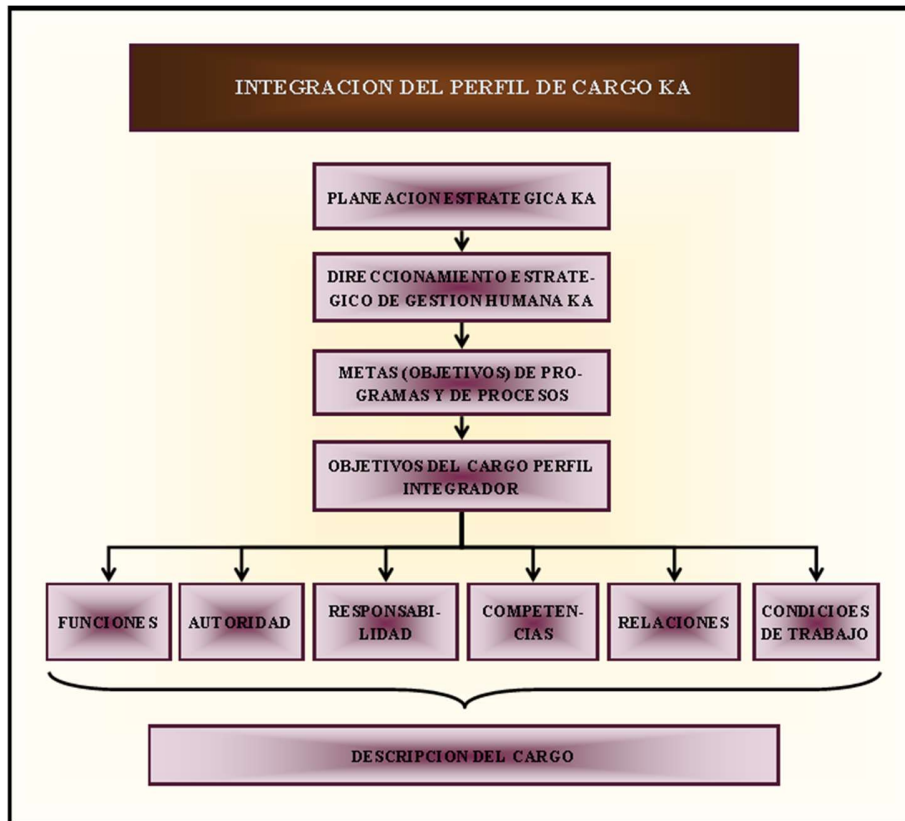 INTEGRACION DEL PERFIL DE CARGO KA
PLANEACION ESTRATEGICA KA
DIRECCIONAMIENTO ESTRATE-
GICO DE GESTION HUMANA KA
METAS (OBJETIVOS) DE PRO-
GRAMAS Y DE PROCESOS
OBJETIVOS DEL CARGO PERFIL
INTEGRADOR
FUNCIONES
AUTORIDAD
RESPONSABI-
LIDAD
COMPETEN-
CIAS
RELACIONES
CONDICIOES
DE TRABAJO
DESCRIPCION DEL CARGO